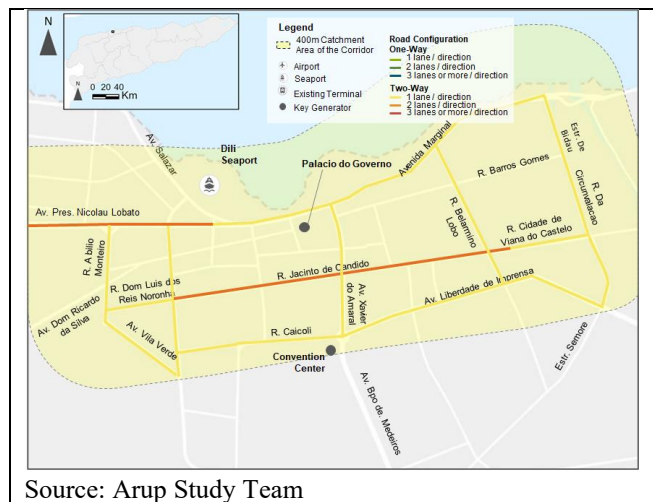 N
0 20 40
Km
Legend
400m Catchment
Area of the Corridor
Airport
Seaport
Existing Terminal
Key Generator
Road Configuration
One-Way
1 lane / direction
2 lanes / direction
3 lanes or more / direction
Two-Way
1 lane / direction
2 lanes / direction
3 lanes or more / direction
N
Av. Salazar
Dili
Seaport
Palacio do Governo
Avenida Marginal
Estr. De
Bidau
R. Barros Gomes
R. Da
Circunvalacao
Av. Pres. Nicolau Lobato
R. Belarmino
Lobo
R. Cidade de
Viana do Castelo
R. Abilio
Monteiro
R. Jacinto de Candido
R. Dom Luis dos
Reis Noronha
Av. Xavier
do Amaral
Av. Liberdade de Imprensa
Av. Dom Ricardo
da Silva
Av. Vila Verde
R. Caicoli
Convention
Center
Estr. Semore
Av. Bpo de. Medeiros
Source: Arup Study Team